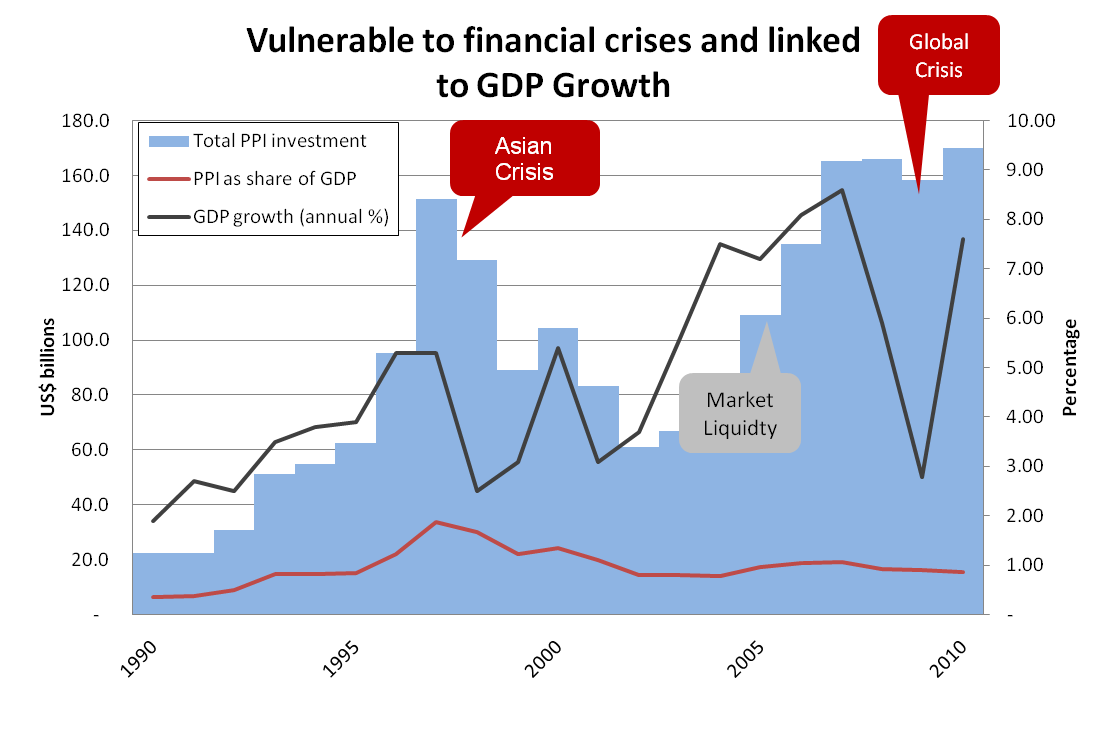 Vulnerable to financial crises and linked
to GDP Growth
Global
Crisis
Asian
Crisis
Total PPI investment
PPI as share of GDP
GDP growth (annual %)
Market
Liquidty
US$ billions
180.0
160.0
140.0
120.0
100.0
80.0
60.0
40.0
20.0
-
Percentage
10.00
9.00
8.00
7.00
6.00
5.00
4.00
3.00
2.00
1.00
-
1990
1995
2000
2005
2010